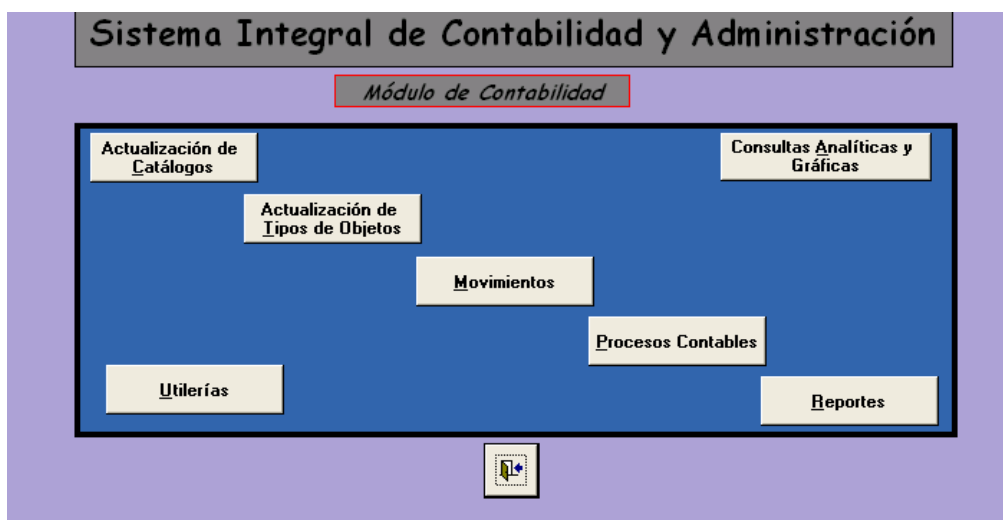 Sistema Integral de Contabilidad y Administración
Módulo de Contabilidad
Actualización de
Catálogos
Consultas Analíticas y
Gráficas
Actualización de
Tipos de Objetos
Movimientos
Procesos Contables
Utilerías
Reportes